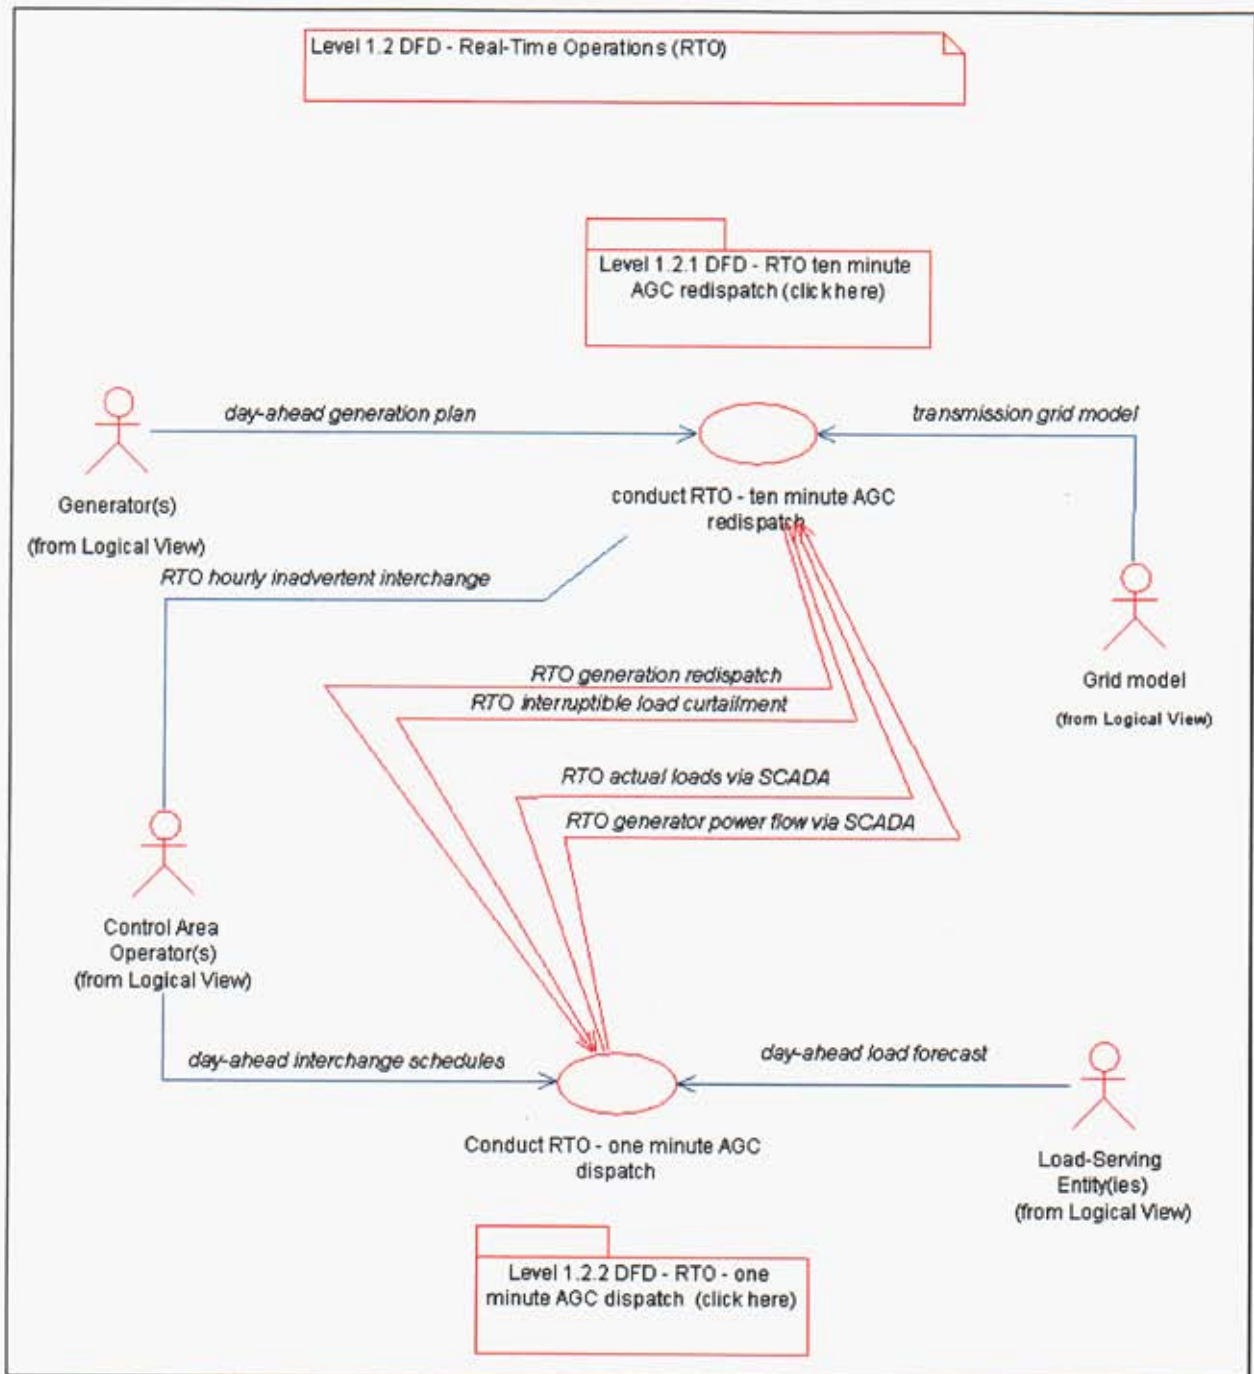 Level 1.2 DFD - Real-Time Operations (RTO)
Level 1.2.1 DFD - RTO ten minute
AGC redispatch (click here)
day-ahead generation plan
transmission grid model
Generator(s)
(from Logical View)
conduct RTO - ten minute AGC
redispatch
RTO hourly inadvertent interchange
RTO generation redispatch
RTO interruptible load curtailment
Grid model
(from Logical View)
RTO actual loads via SCADA
RTO generator power flow via SCADA
Control Area
Operator(s)
(from Logical View)
day-ahead interchange schedules
day-ahead load forecast
Conduct RTO - one minute AGC
dispatch
Load-Serving
Entity(ies)
(from Logical View)
Level 1.2.2 DFD - RTO - one
minute AGC dispatch (click here)